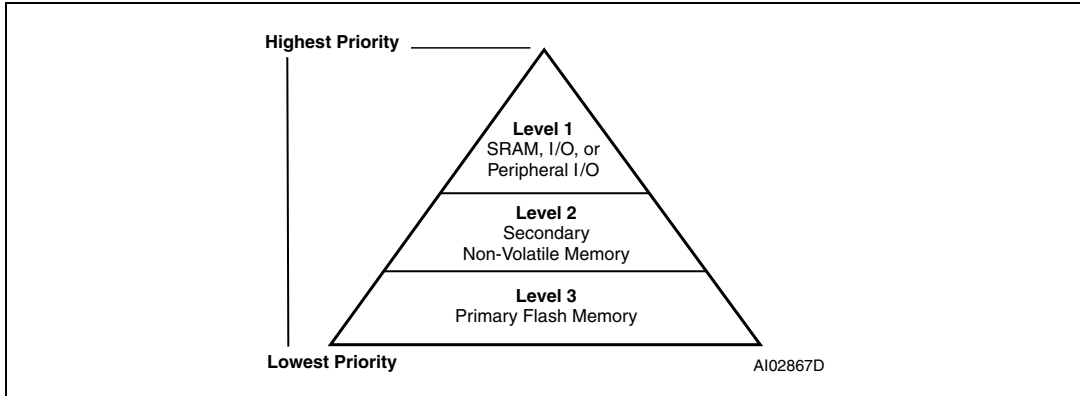 Highest Priority
Level 1
SRAM, I/O, or
Peripheral I/O
Level 2
Secondary
Non-Volatile Memory
Level 3
Primary Flash Memory
Lowest Priority
AI02867D